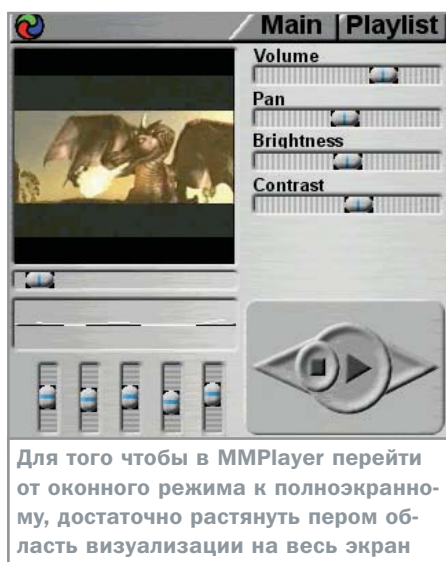 Main Playlist
Volume
Pan
Brightness
Contrast
Для того чтобы в MMPlayer перейти
от оконного режима к полноэкранно-
му, достаточно растянуть пером об-
ласть визуализации на весь экран